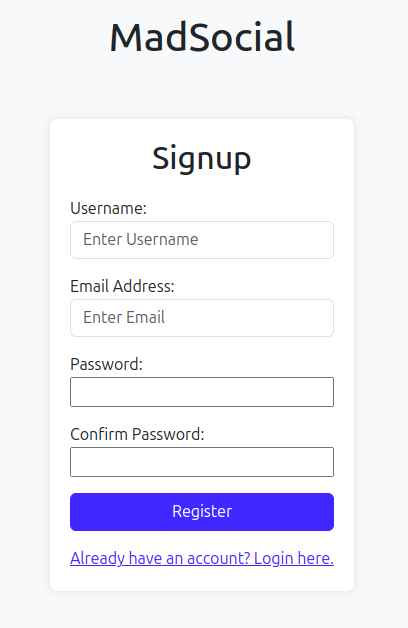 MadSocial
Signup
Username:
Enter Username
Email Address:
Enter Email
Password:
Confirm Password:
Register
Already have an account? Login here.